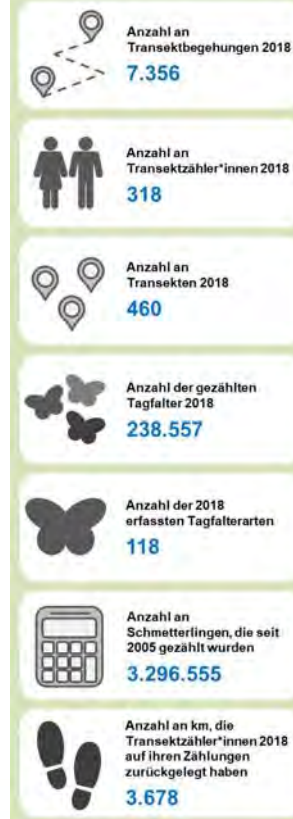 Anzahl an
Transektbegehungen 2018
7.356
Anzahl an
Transektzähler*innen 2018
318
Anzahl an
Transekten 2018
460
Anzahl der gezählten
Tagfalter 2018
238.557
Anzahl der 2018
erfassten Tagfalterarten
118
Anzahl an
Schmetterlingen, die seit
2005 gezählt wurden
3.296.555
Anzahl an km, die
Transektzähler*innen 2018
auf ihren Zählungen
zurückgelegt haben
3.678